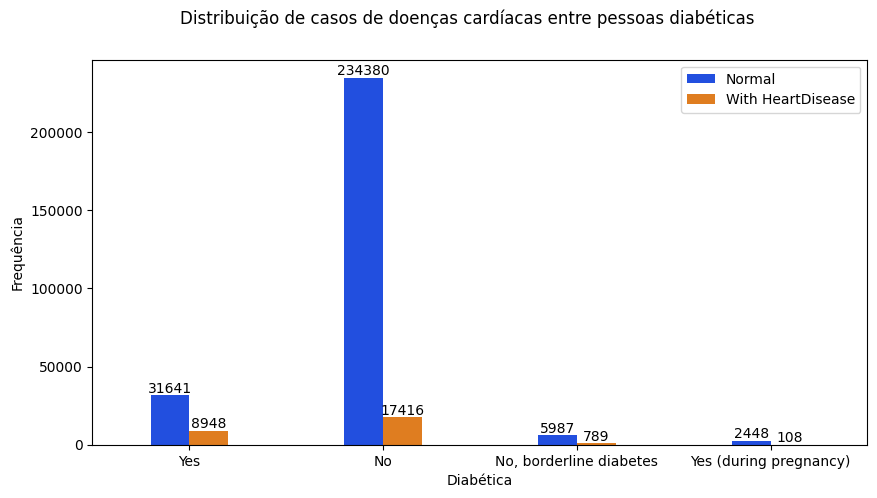 Distribuição de casos de doenças cardíacas entre pessoas diabéticas
Normal
With HeartDisease
Frequência
200000
150000
100000
50000
0
234380
31641
8948
17416
5987
789
2448
108
Yes
No
No, borderline diabetes
Yes (during pregnancy)
Diabética